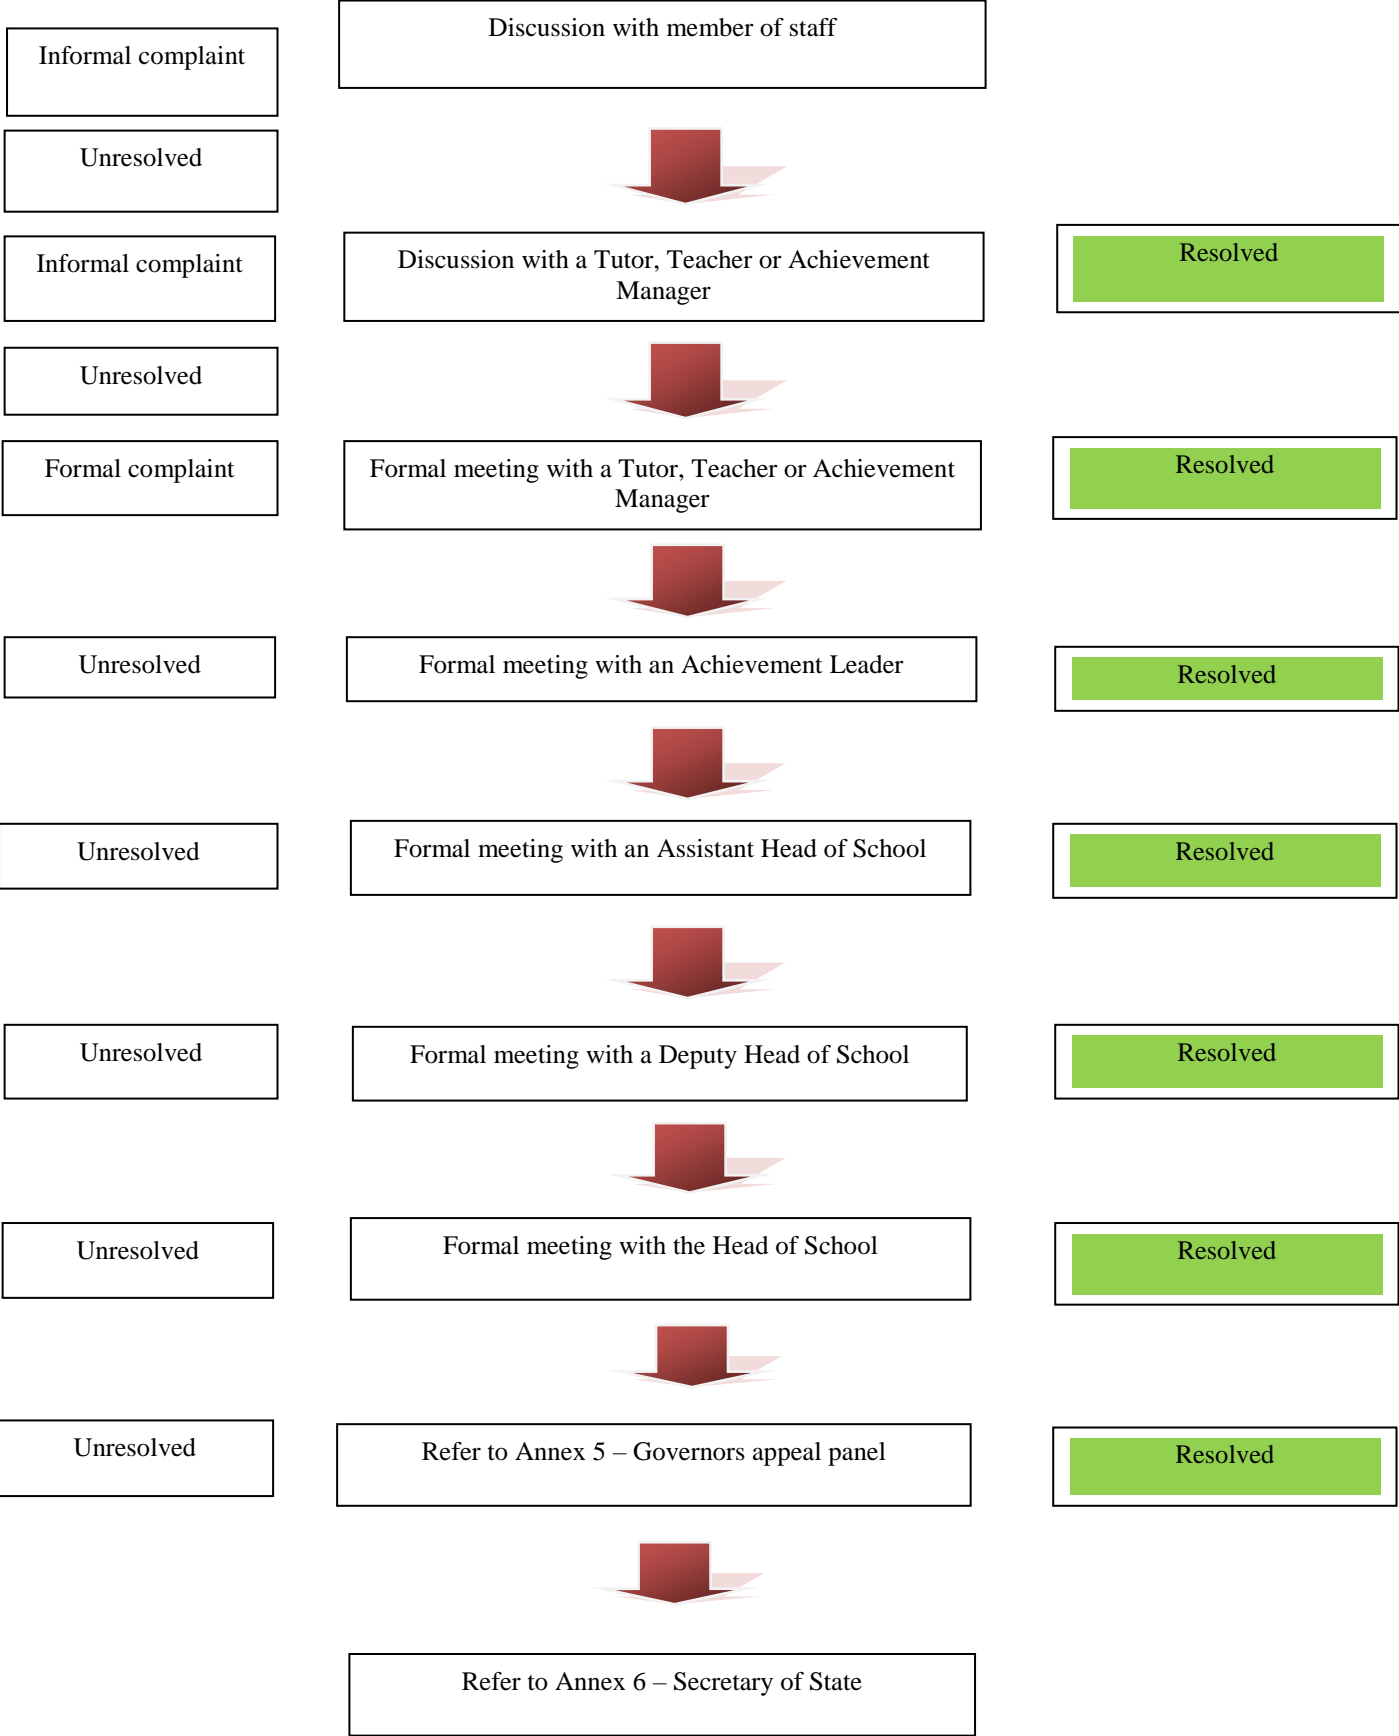 Discussion with member of staff
Informal complaint
Unresolved
Informal complaint
Discussion with a Tutor, Teacher or Achievement
Manager
Resolved
Unresolved
Formal complaint
Formal meeting with a Tutor, Teacher or Achievement
Manager
Resolved
Unresolved
Formal meeting with an Achievement Leader
Resolved
Unresolved
Formal meeting with an Assistant Head of School
Resolved
Unresolved
Formal meeting with a Deputy Head of School
Resolved
Unresolved
Formal meeting with the Head of School
Resolved
Unresolved
Refer to Annex 5 – Governors appeal panel
Resolved
Refer to Annex 6 – Secretary of State